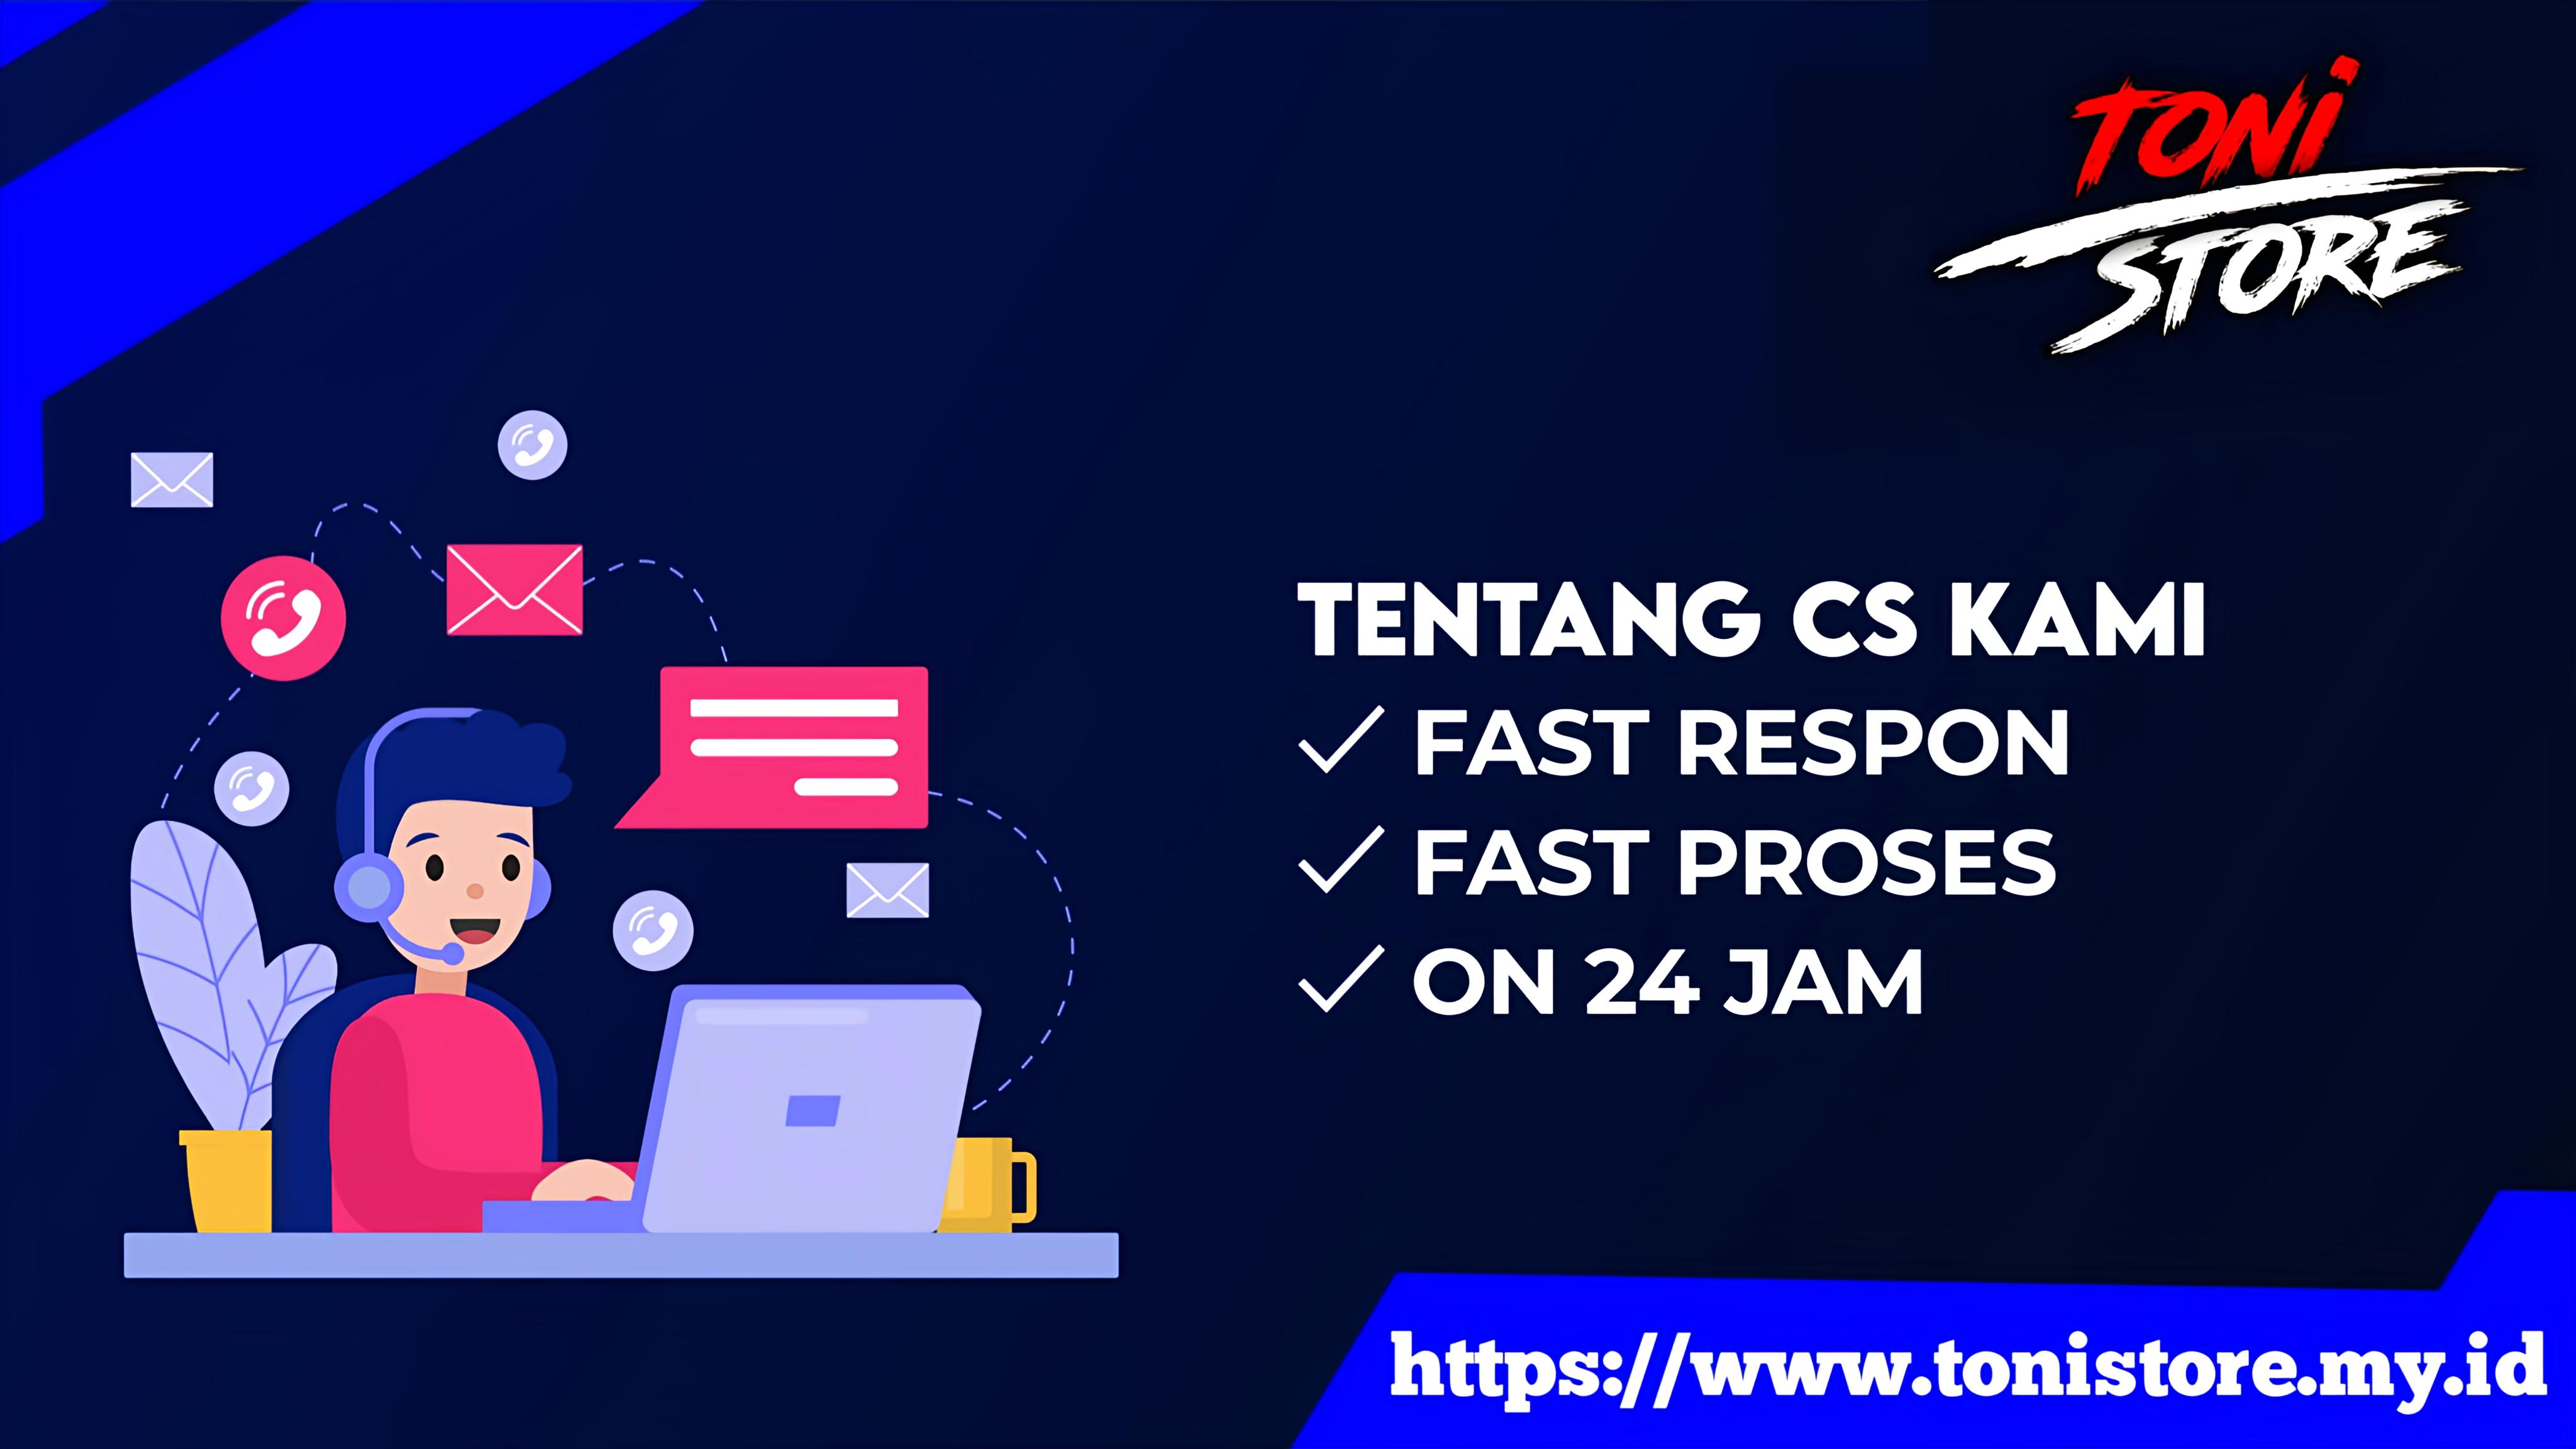 TONI
STORE
TENTANG CS KAMI
FAST RESPON
FAST PROSES
ON 24 JAM
https://www.tonistore.my.id